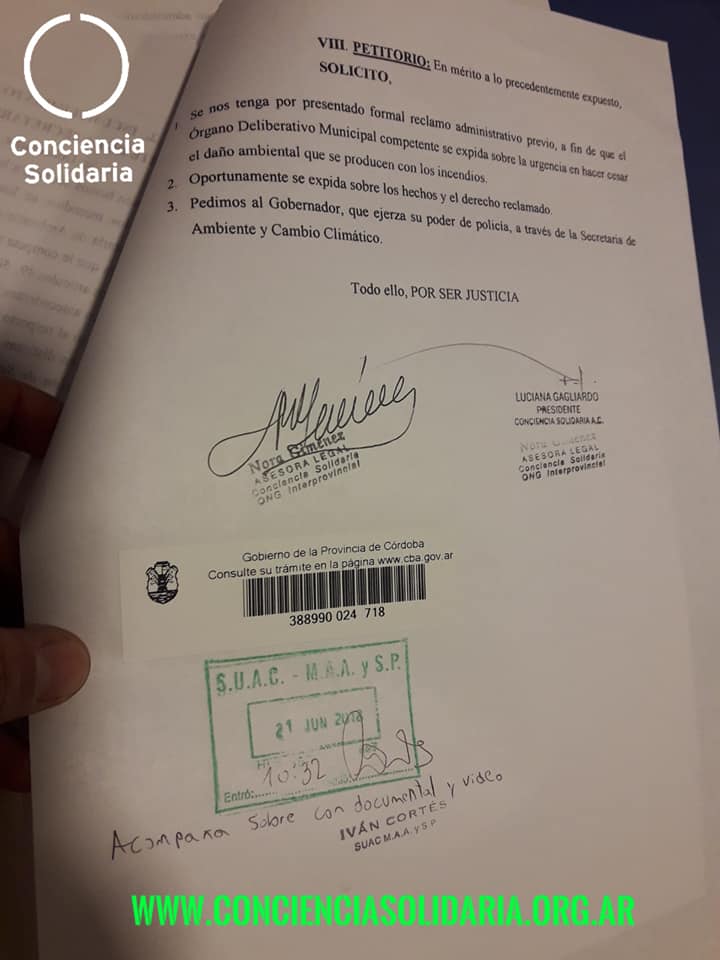 Conciencia
Solidaria
VIII. PETITORIO: En mérito a lo precedentemente expuesto,
SOLICITO,
1 se nos tenga por presentado formal reclamo administrativo previo, a fin de que el
Órgano Deliberativo Municipal competente se expida sobre la urgencia en hacer cesar
el daño ambiental que se producen con los incendios.
2. Oportunamente se expida sobre los hechos y el derecho reclamado.
3. Pedimos al Gobernador, que ejerza su poder de policía, a través de la Secretaria de
Ambiente y Cambio Climático.
Todo ello, POR SER JUSTICIA
Nora Giménez
ASESORA LEGAL
Conciencia Solidaria
ONG Interprovincial
LUCIANA GAGLIARDO
PRESIDENTE
CONCIENCIA SOLIDARIA A.C.
Nora Giménez
ASESORA LEGAL
Conciencia Solidaria
ONG Interprovincial
Gobierno de la Provincia de Córdoba
Consulte su trámite en la página www.cba.gov.ar
388990 024 718
S.U.A.C. - M.A.A. y S.P.
21 JUN 2018
10:32
Entró:
Acompaña sobre con documental y video
IVÁN CORTÉS
SUAC M.A.A. y S P
WWW.CONCIENCIASOLIDARIA.ORG.AR